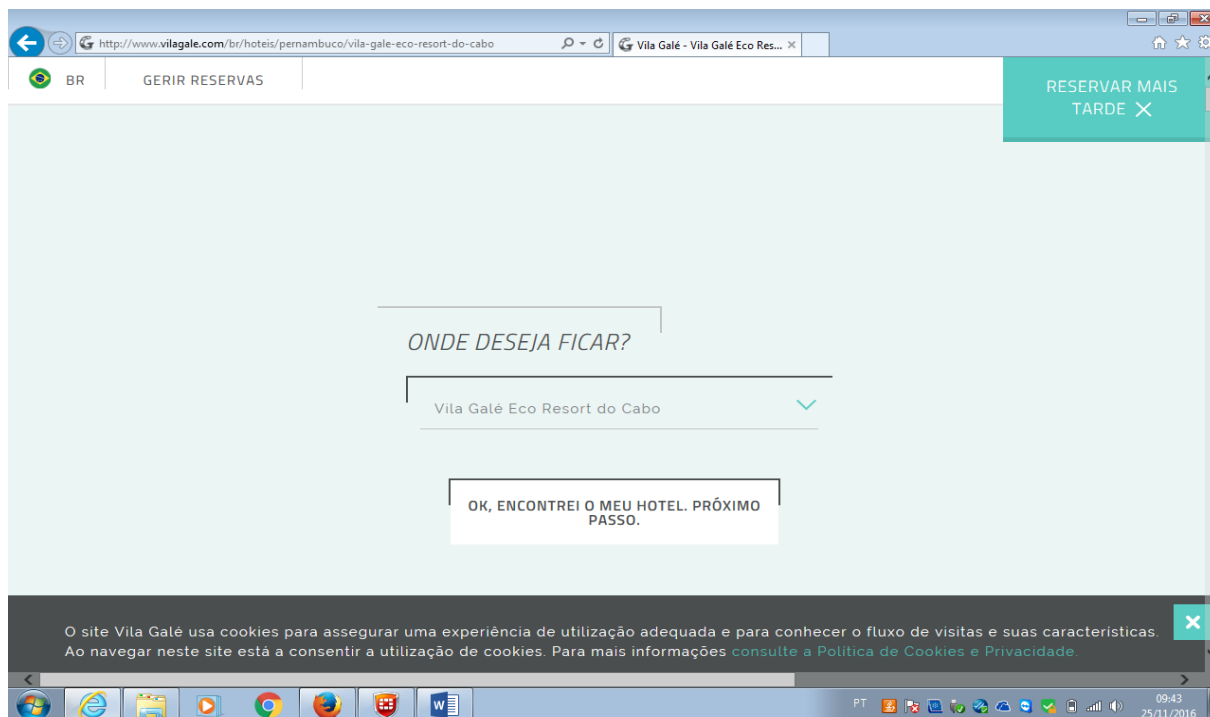 http://www.vilagale.com/br/hoteis/pernambuco/vila-gale-eco-resort-do-cabo
Vila Galé - Vila Galé Eco Res...
BR
GERIR RESERVAS
RESERVAR MAIS
TARDE
ONDE DESEJA FICAR?
Vila Galé Eco Resort do Cabo
OK, ENCONTREI O MEU HOTEL. PRÓXIMO
PASSO.
O site Vila Galé usa cookies para assegurar uma experiência de utilização adequada e para conhecer o fluxo de visitas e suas características.
Ao navegar neste site está a consentir a utilização de cookies. Para mais informações consulte a Política de Cookies e Privacidade.
PT
09:43
25/11/2016